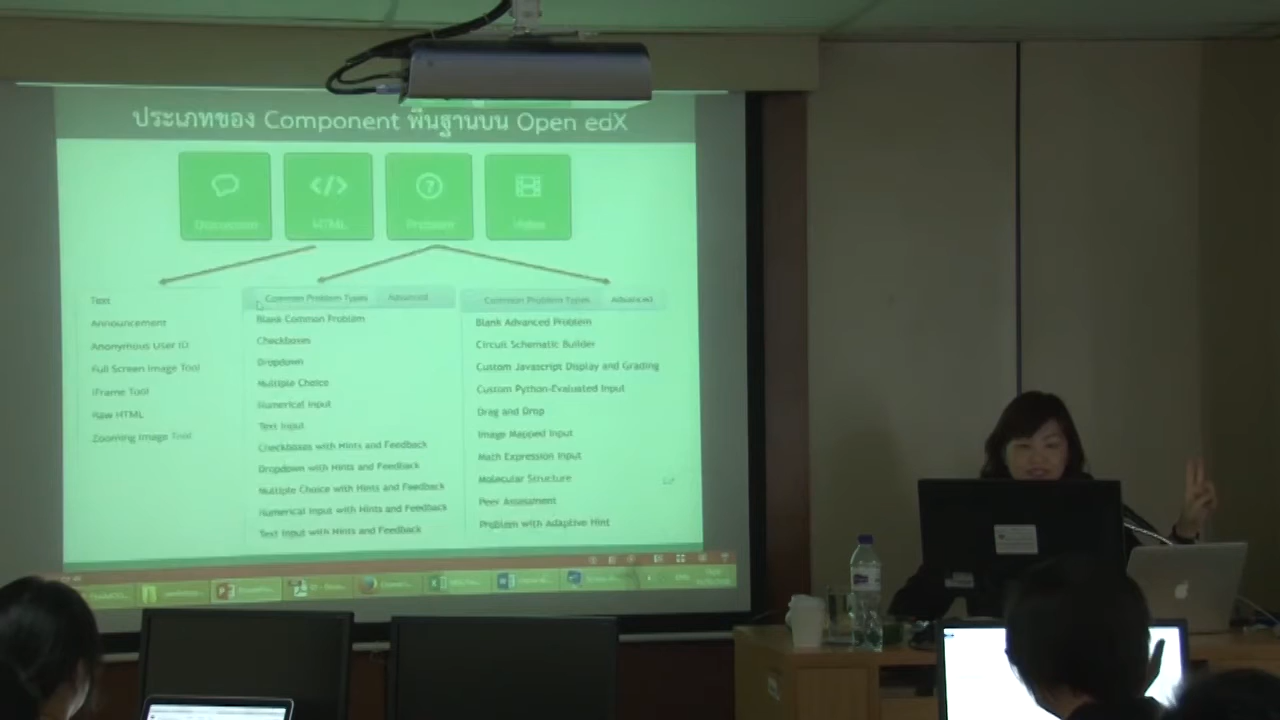 ประเภทของ Component พื้นฐานบน Open edX
Discussion
HTML
Problem
Video
Text
Announcement
Anonymous User ID
Full Screen Image Tool
IFrame Tool
Raw HTML
Zooming Image Tool
Common Problem Types Advanced
Blank Common Problem
Checkboxes
Dropdown
Multiple Choice
Numerical Input
Text Input
Checkboxes with Hints and Feedback
Dropdown with Hints and Feedback
Multiple Choice with Hints and Feedback
Numerical Input with Hints and Feedback
Text Input with Hints and Feedback
Common Problem Types Advanced
Blank Advanced Problem
Circuit Schematic Builder
Custom Javascript Display and Grading
Custom Python-Evaluated Input
Drag and Drop
Image Mapped Input
Math Expression Input
Molecular Structure
Peer Assessment
Problem with Adaptive Hint